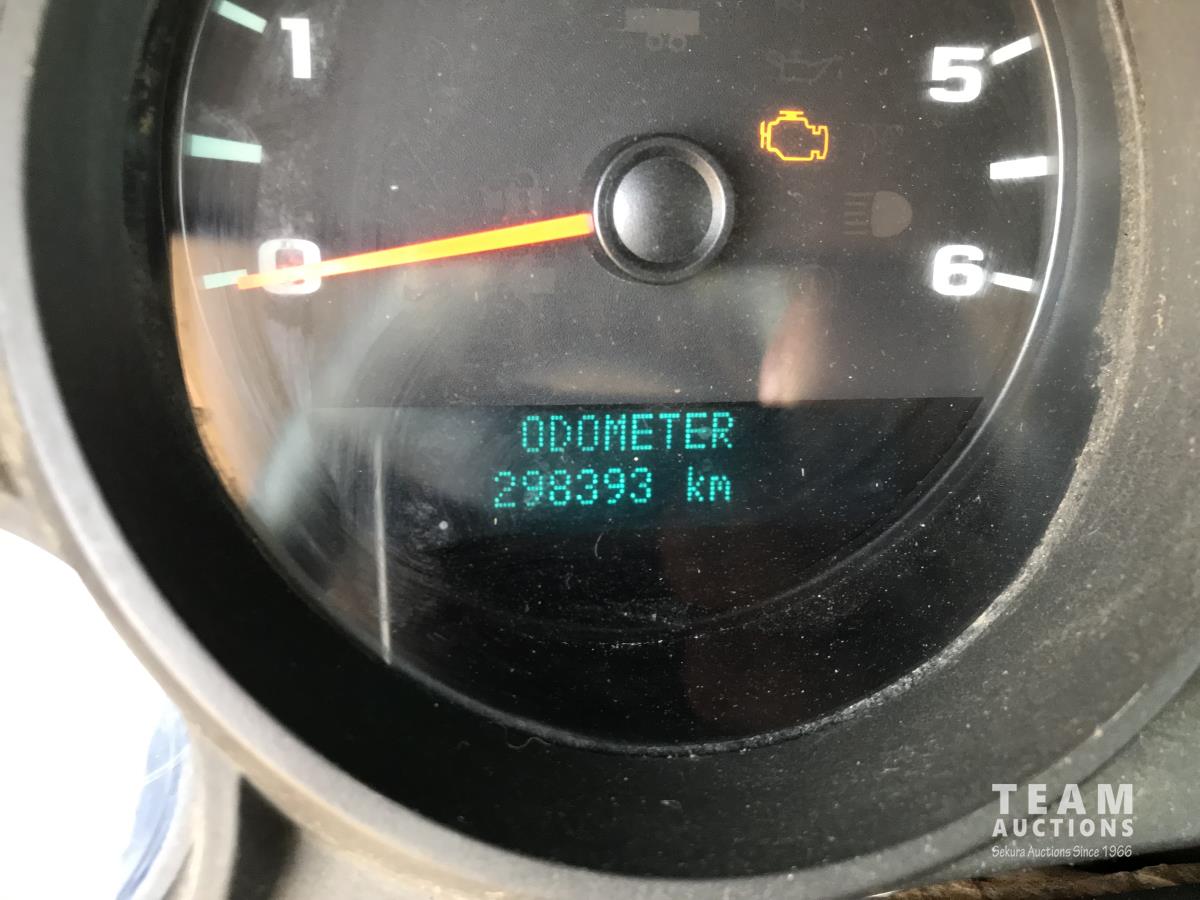 1
5
0
6
ODOMETER
298393 km
TEAM
AUCTIONS
Sekura Auctions Since 1966